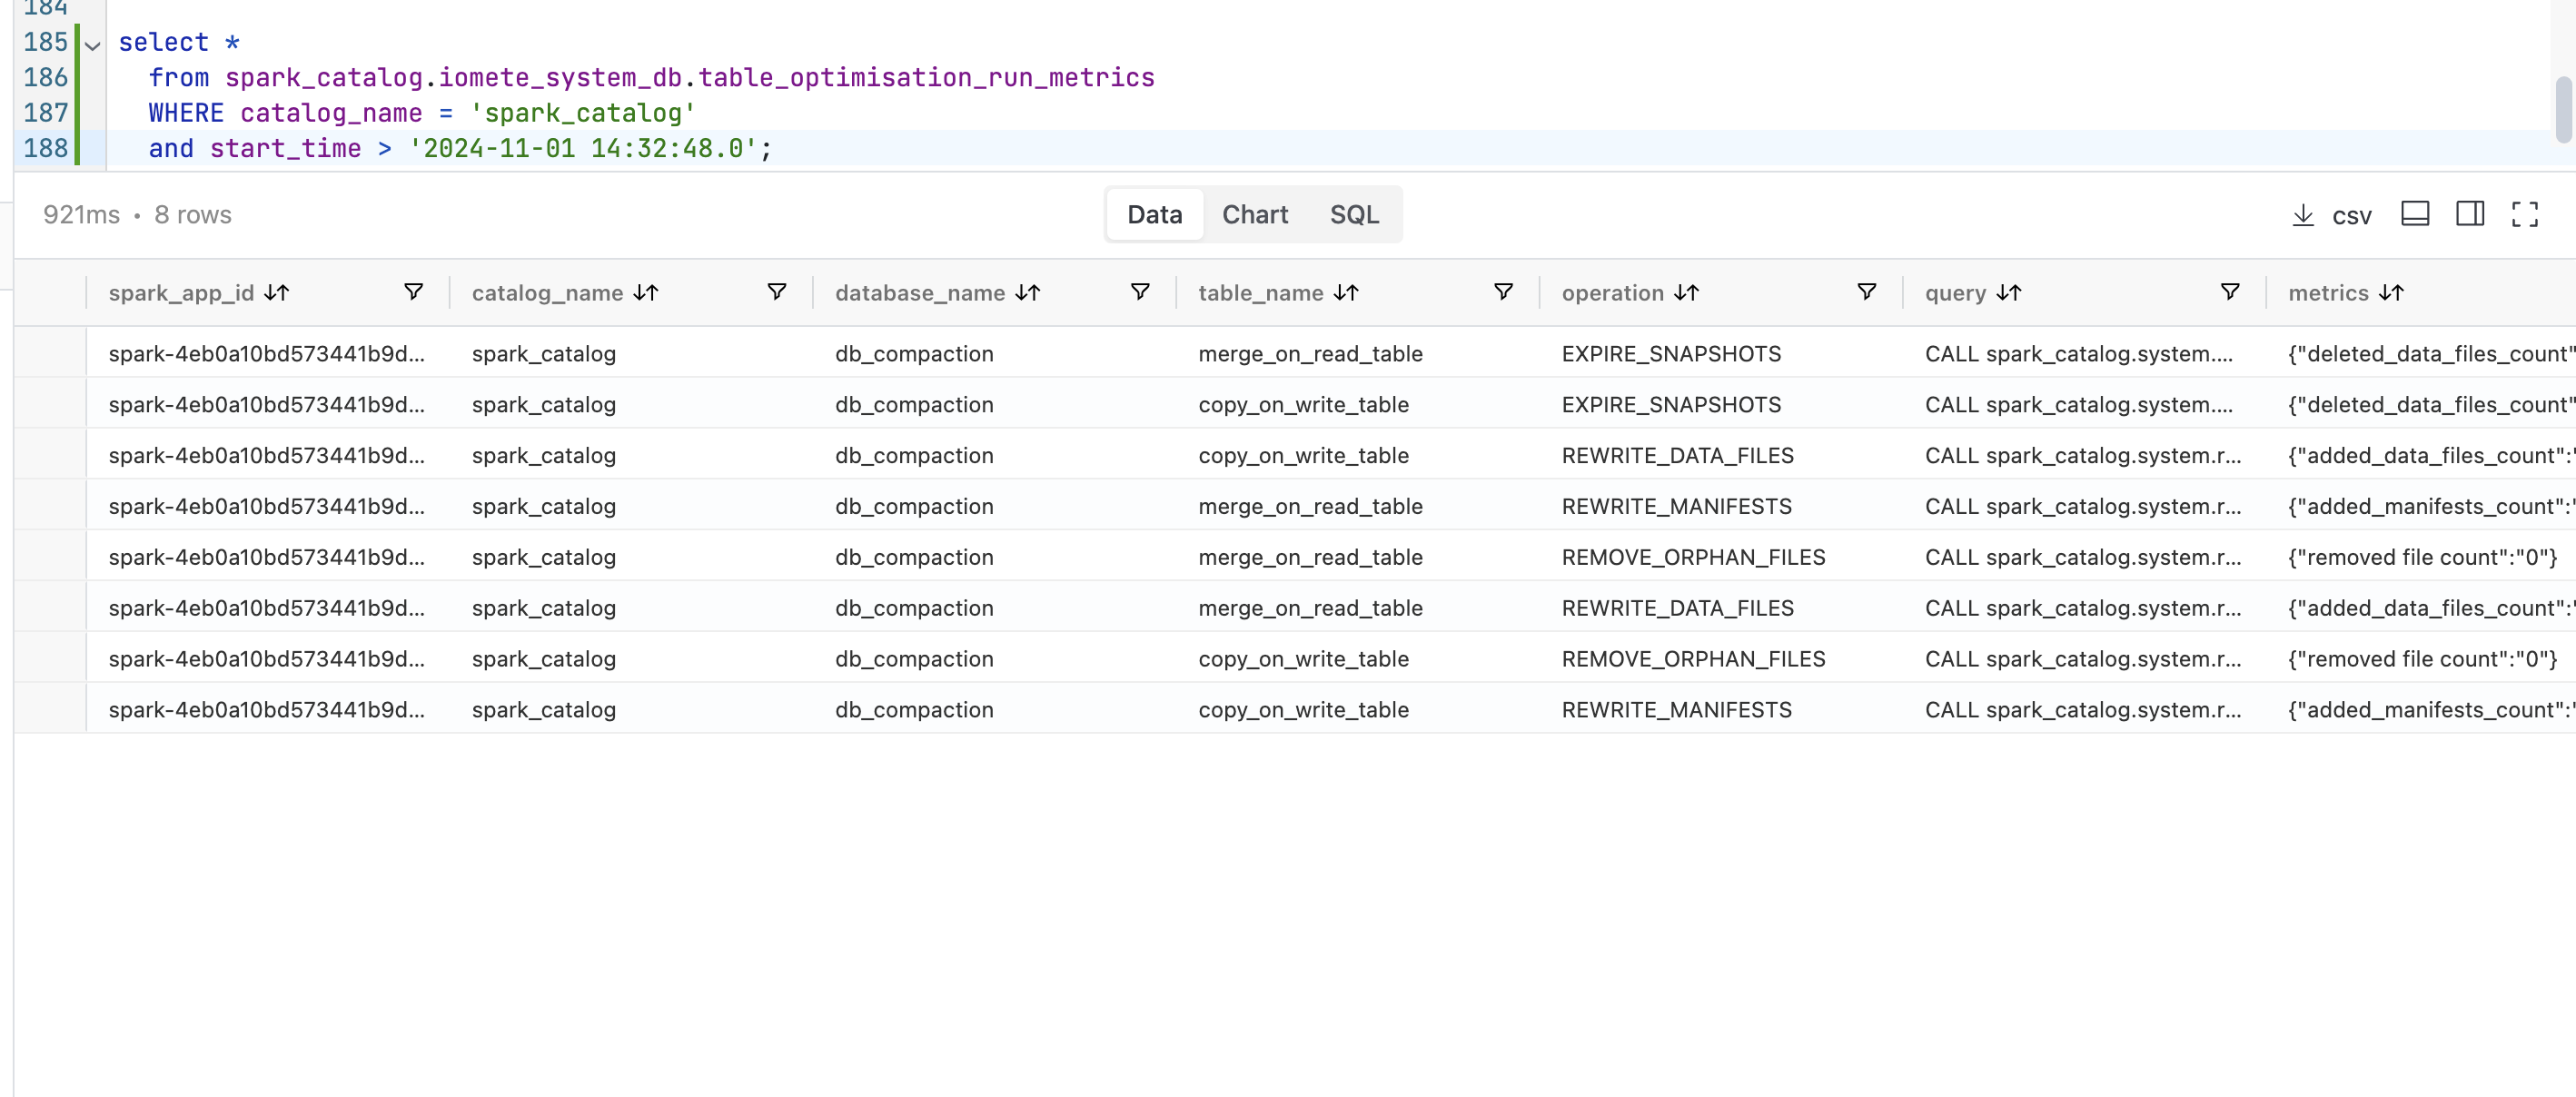 184
185 select *
186 from spark_catalog.iomete_system_db.table_optimisation_run_metrics
187 WHERE catalog_name = 'spark_catalog'
188 and start_time > '2024-11-01 14:32:48.0';
921ms • 8 rows Data Chart SQL csv
spark_app_id catalog_name database_name table_name operation query metrics
spark-4eb0a10bd573441b9d... spark_catalog db_compaction merge_on_read_table EXPIRE_SNAPSHOTS CALL spark_catalog.system.... {"deleted_data_files_count"
spark-4eb0a10bd573441b9d... spark_catalog db_compaction copy_on_write_table EXPIRE_SNAPSHOTS CALL spark_catalog.system.... {"deleted_data_files_count"
spark-4eb0a10bd573441b9d... spark_catalog db_compaction copy_on_write_table REWRITE_DATA_FILES CALL spark_catalog.system.r... {"added_data_files_count":"
spark-4eb0a10bd573441b9d... spark_catalog db_compaction merge_on_read_table REWRITE_MANIFESTS CALL spark_catalog.system.r... {"added_manifests_count":"
spark-4eb0a10bd573441b9d... spark_catalog db_compaction merge_on_read_table REMOVE_ORPHAN_FILES CALL spark_catalog.system.r... {"removed file count":"0"}
spark-4eb0a10bd573441b9d... spark_catalog db_compaction merge_on_read_table REWRITE_DATA_FILES CALL spark_catalog.system.r... {"added_data_files_count":"
spark-4eb0a10bd573441b9d... spark_catalog db_compaction copy_on_write_table REMOVE_ORPHAN_FILES CALL spark_catalog.system.r... {"removed file count":"0"}
spark-4eb0a10bd573441b9d... spark_catalog db_compaction copy_on_write_table REWRITE_MANIFESTS CALL spark_catalog.system.r... {"added_manifests_count":"